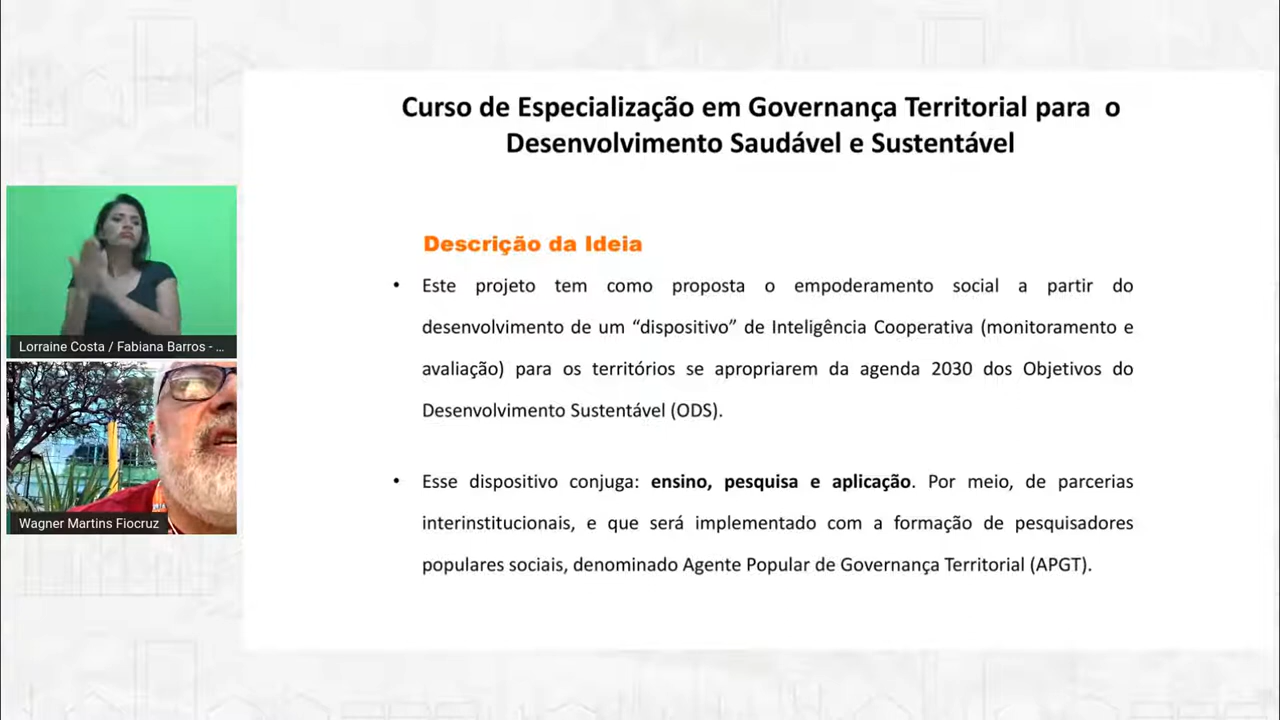 Curso de Especialização em Governança Territorial para o
Desenvolvimento Saudável e Sustentável
Descrição da Ideia
• Este projeto tem como proposta o empoderamento social a partir do
desenvolvimento de um “dispositivo” de Inteligência Cooperativa (monitoramento e
avaliação) para os territórios se apropriarem da agenda 2030 dos Objetivos do
Desenvolvimento Sustentável (ODS).
• Esse dispositivo conjuga: ensino, pesquisa e aplicação. Por meio, de parcerias
interinstitucionais, e que será implementado com a formação de pesquisadores
populares sociais, denominado Agente Popular de Governança Territorial (APGT).
Lorraine Costa / Fabiana Barros - ...
Wagner Martins Fiocruz